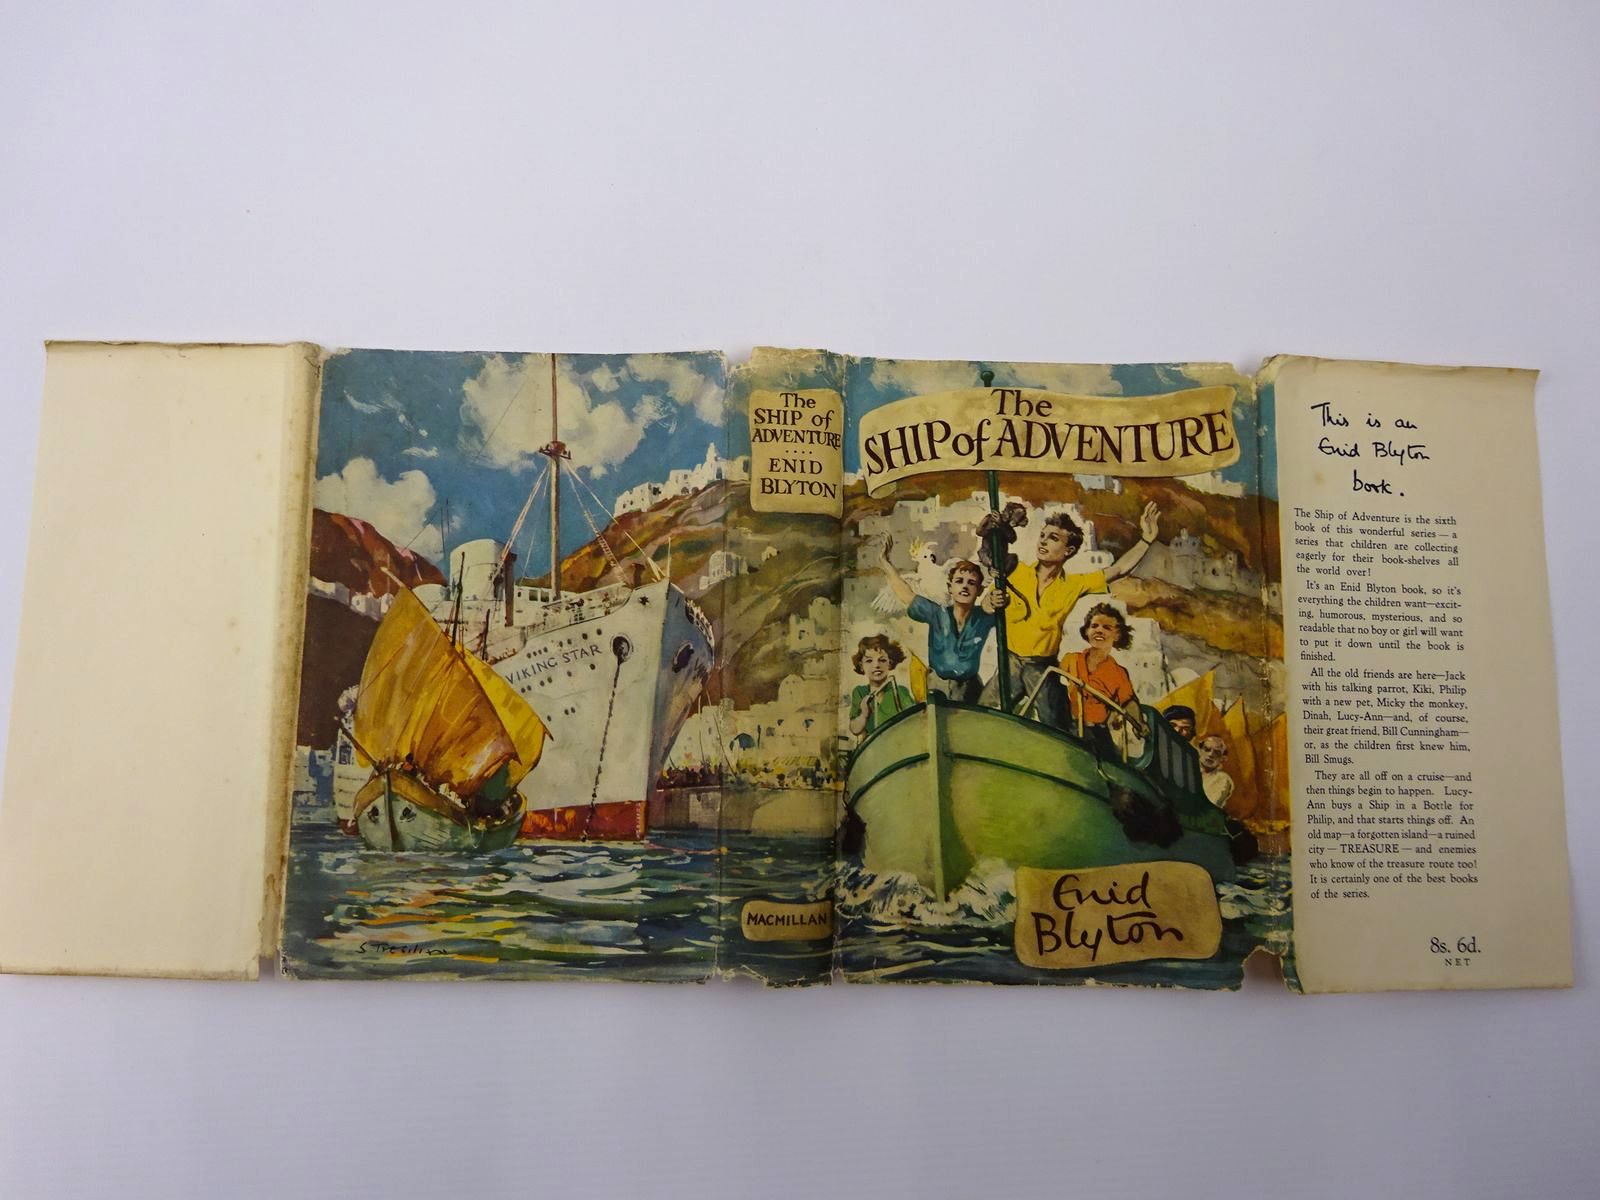 VIKING STAR
S Tresilian
The
SHIP of
ADVENTURE
....
ENID
BLYTON
MACMILLAN
The
SHIP of ADVENTURE
Enid
Blyton
This is an
Enid Blyton
book.
The Ship of Adventure is the sixth
book of this wonderful series — a
series that children are collecting
eagerly for their book-shelves all
the world over!
It's an Enid Blyton book, so it's
everything the children want—excit-
ing, humorous, mysterious, and so
readable that no boy or girl will want
to put it down until the book is
finished.
All the old friends are here—Jack
with his talking parrot, Kiki, Philip
with a new pet, Micky the monkey,
Dinah, Lucy-Ann—and, of course,
their great friend, Bill Cunningham—
or, as the children first knew him,
Bill Smugs.
They are all off on a cruise—and
then things begin to happen. Lucy-
Ann buys a Ship in a Bottle for
Philip, and that starts things off. An
old map—a forgotten island—a ruined
city — TREASURE — and enemies
who know of the treasure route too!
It is certainly one of the best books
of the series.
8s. 6d.
NET